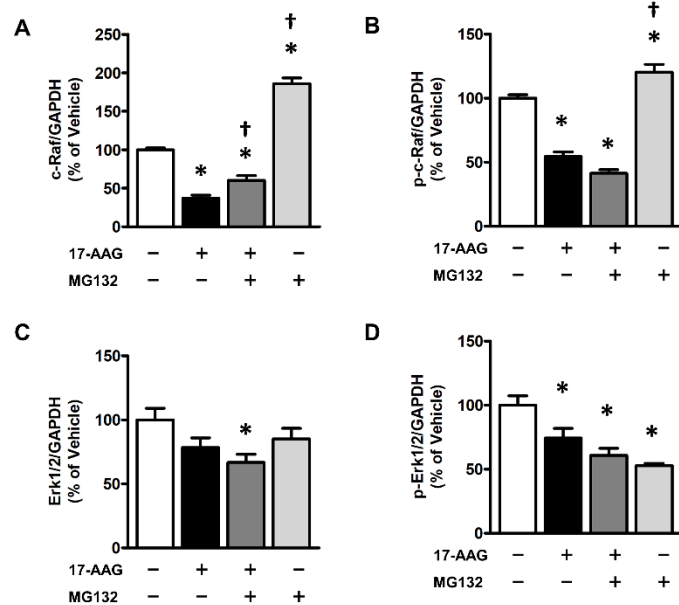 A
c-Raf/GAPDH
(% of Vehicle)
250
200
150
100
50
0
*
†
*
†
*
17-AAG − + + −
MG132 − − + +
B
p-c-Raf/GAPDH
(% of Vehicle)
150
100
50
0
*
*
†
*
17-AAG − + + −
MG132 − − + +
C
Erk1/2/GAPDH
(% of Vehicle)
150
100
50
0
*
17-AAG − + + −
MG132 − − + +
D
p-Erk1/2/GAPDH
(% of Vehicle)
150
100
50
0
*
*
*
17-AAG − + + −
MG132 − − + +